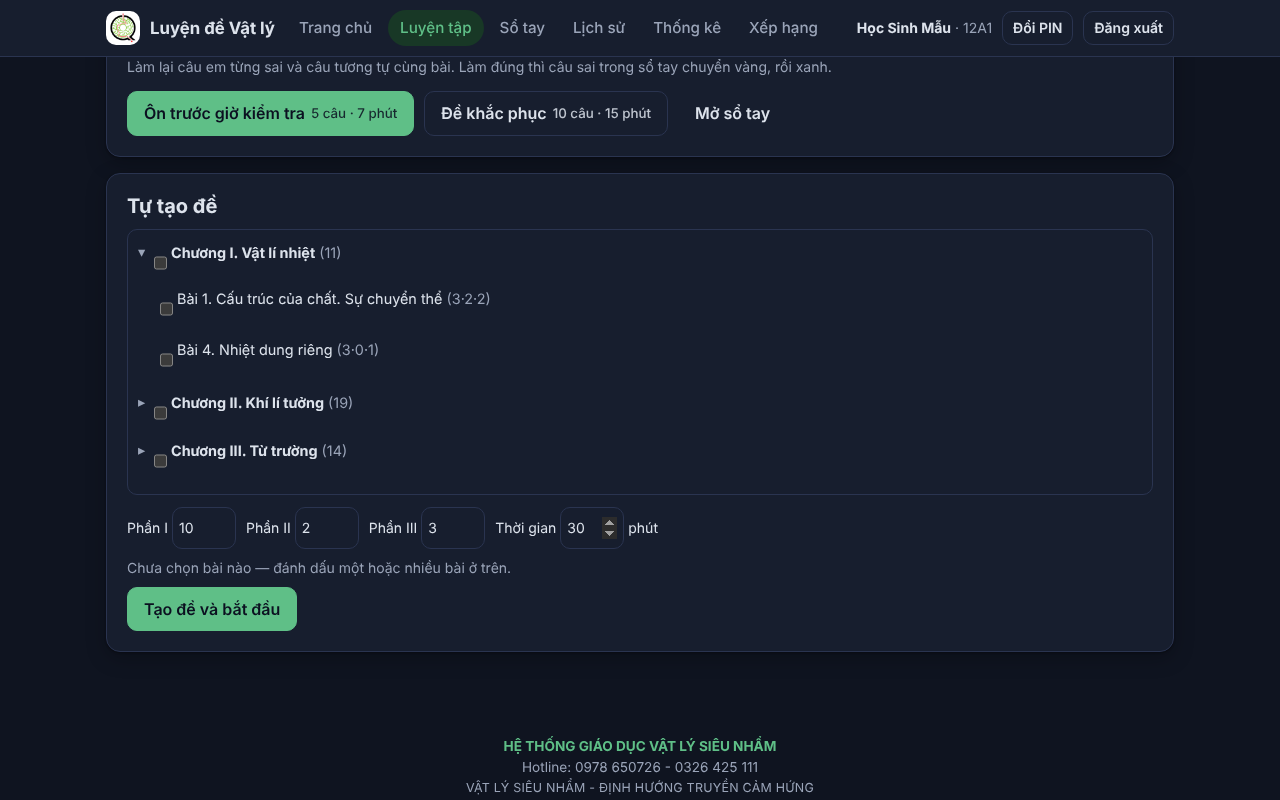 Luyện đề Vật lý Trang chủ Luyện tập Sổ tay Lịch sử Thống kê Xếp hạng Học Sinh Mẫu · 12A1 Đổi PIN Đăng xuất
Làm lại câu em từng sai và câu tương tự cùng bài. Làm đúng thì câu sai trong sổ tay chuyển vàng, rồi xanh.
Ôn trước giờ kiểm tra 5 câu · 7 phút Đề khắc phục 10 câu · 15 phút Mở sổ tay
Tự tạo đề
▾ Chương I. Vật lí nhiệt (11)
Bài 1. Cấu trúc của chất. Sự chuyển thể (3·2·2)
Bài 4. Nhiệt dung riêng (3·0·1)
▸ Chương II. Khí lí tưởng (19)
▸ Chương III. Từ trường (14)
Phần I 10 Phần II 2 Phần III 3 Thời gian 30 phút
Chưa chọn bài nào — đánh dấu một hoặc nhiều bài ở trên.
Tạo đề và bắt đầu
HỆ THỐNG GIÁO DỤC VẬT LÝ SIÊU NHẨM
Hotline: 0978 650726 - 0326 425 111
VẬT LÝ SIÊU NHẨM - ĐỊNH HƯỚNG TRUYỀN CẢM HỨNG